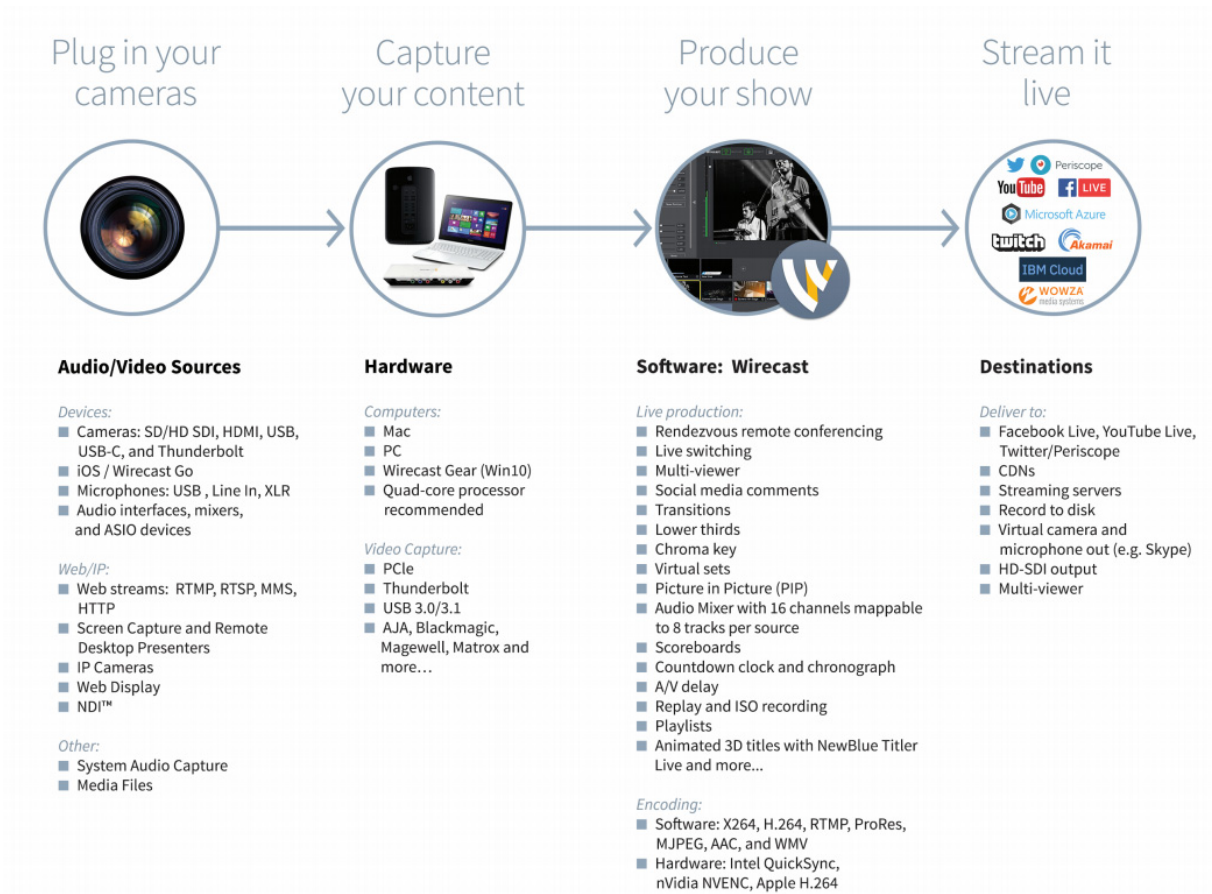 Plug in your
cameras
Capture
your content
Produce
your show
Stream it
live
Periscope
YouTube
f LIVE
Microsoft Azure
twitch
Akamai
IBM Cloud
WOWZA
media systems
Audio/Video Sources
Devices:
Cameras: SD/HD SDI, HDMI, USB,
USB-C, and Thunderbolt
iOS / Wirecast Go
Microphones: USB , Line In, XLR
Audio interfaces, mixers,
and ASIO devices
Web/IP:
Web streams: RTMP, RTSP, MMS,
HTTP
Screen Capture and Remote
Desktop Presenters
IP Cameras
Web Display
NDI™
Other:
System Audio Capture
Media Files
Hardware
Computers:
Mac
PC
Wirecast Gear (Win10)
Quad-core processor
recommended
Video Capture:
PCIe
Thunderbolt
USB 3.0/3.1
AJA, Blackmagic,
Magewell, Matrox and
more…
Software: Wirecast
Live production:
Rendezvous remote conferencing
Live switching
Multi-viewer
Social media comments
Transitions
Lower thirds
Chroma key
Virtual sets
Picture in Picture (PIP)
Audio Mixer with 16 channels mappable
to 8 tracks per source
Scoreboards
Countdown clock and chronograph
A/V delay
Replay and ISO recording
Playlists
Animated 3D titles with NewBlue Titler
Live and more...
Encoding:
Software: X264, H.264, RTMP, ProRes,
MJPEG, AAC, and WMV
Hardware: Intel QuickSync,
nVidia NVENC, Apple H.264
Destinations
Deliver to:
Facebook Live, YouTube Live,
Twitter/Periscope
CDNs
Streaming servers
Record to disk
Virtual camera and
microphone out (e.g. Skype)
HD-SDI output
Multi-viewer